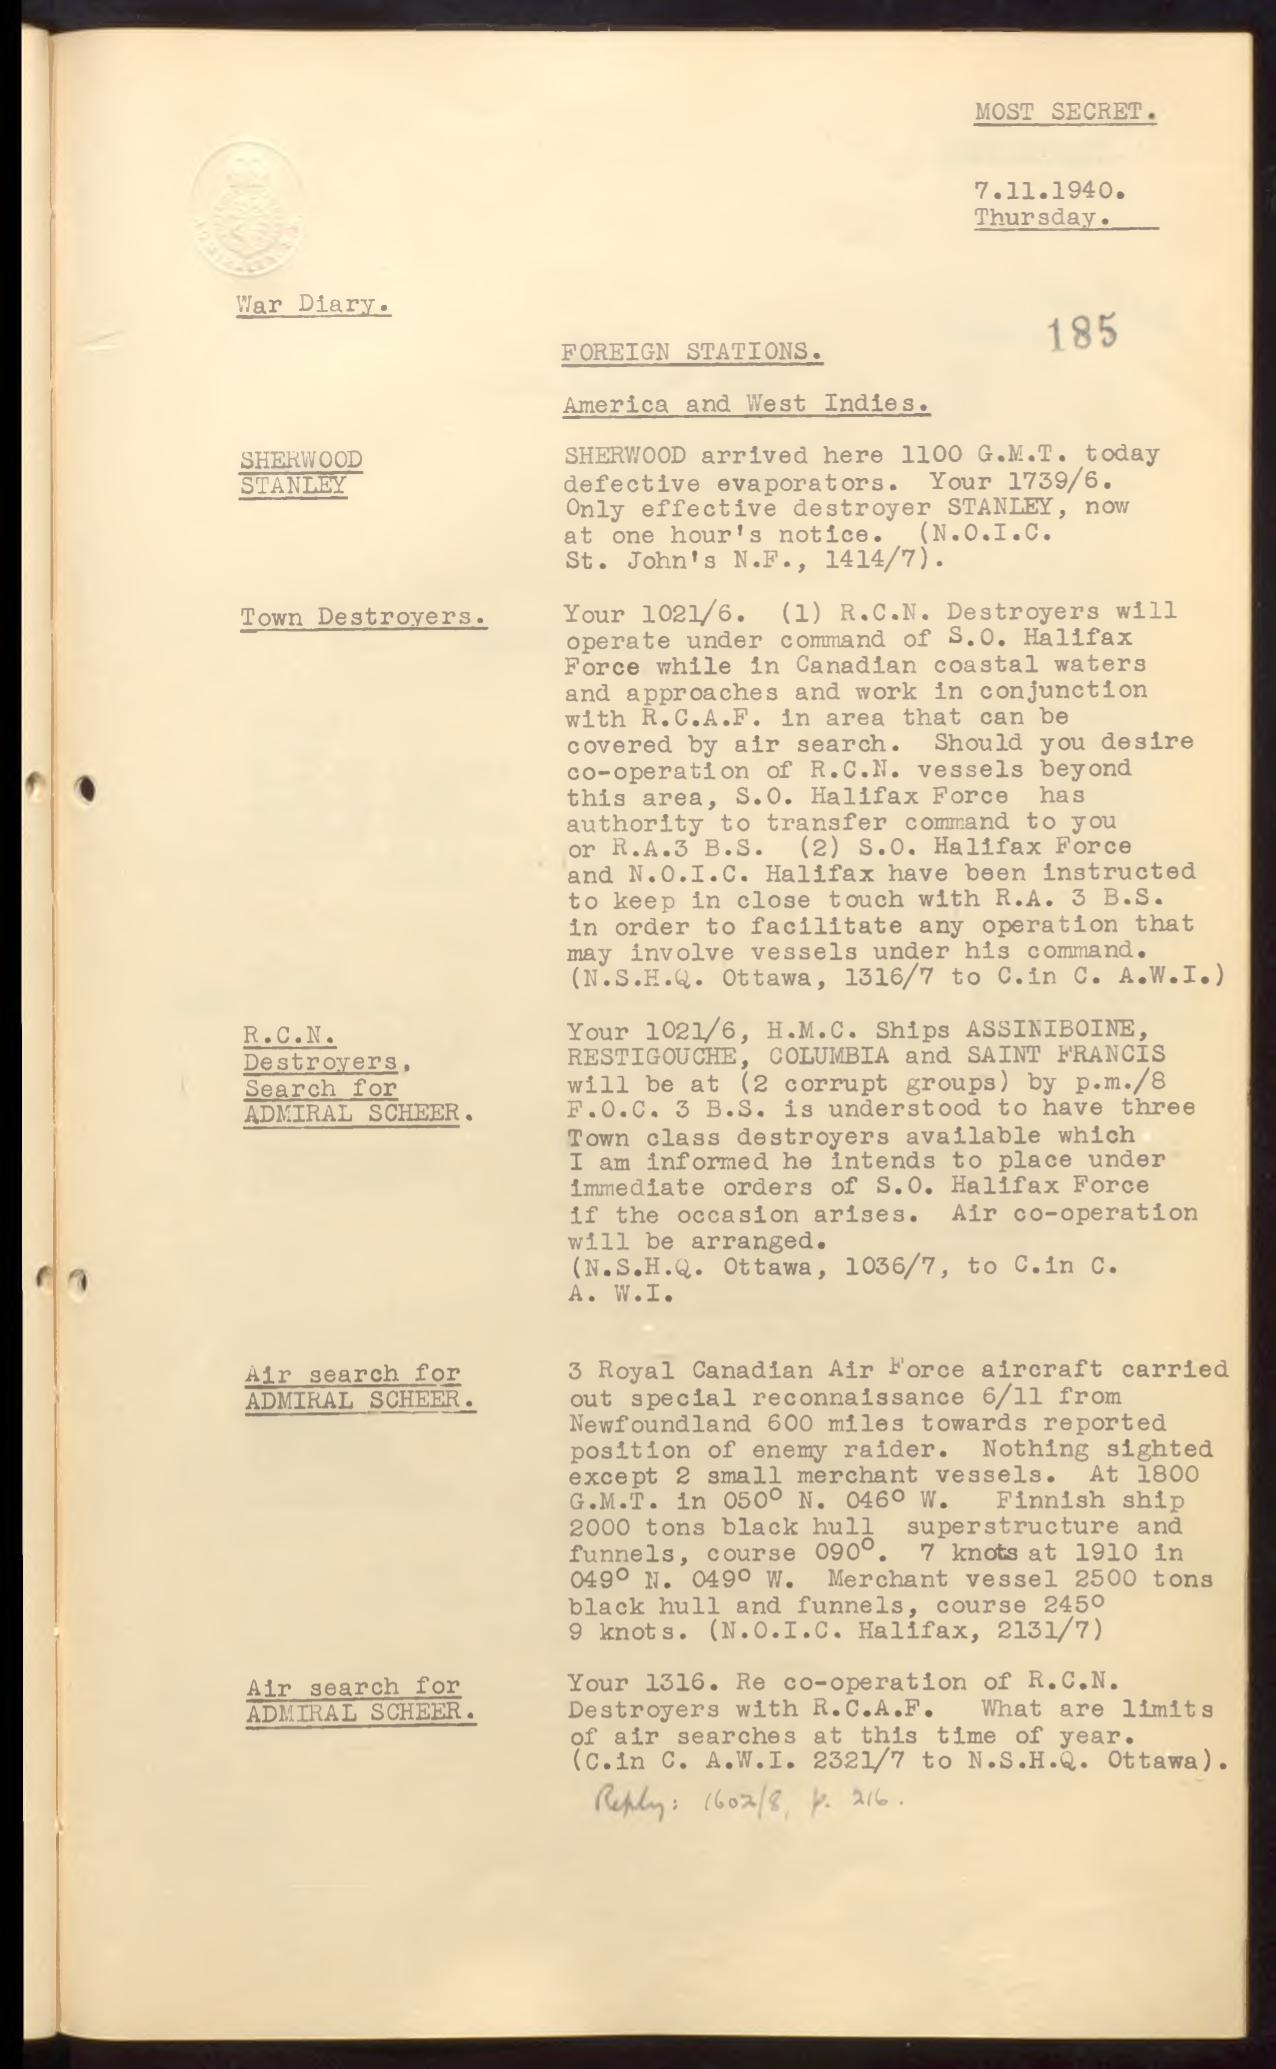 MOST SECRET.
7.11.1940.
Thursday.
War Diary.
185
FOREIGN STATIONS.
America and West Indies.
SHERWOOD
STANLEY
SHERWOOD arrived here 1100 G.M.T. today
defective evaporators. Your 1739/6.
Only effective destroyer STANLEY, now
at one hour's notice. (N.O.I.C.
St. John's N.F., 1414/7).
Town Destroyers.
Your 1021/6. (1) R.C.N. Destroyers will
operate under command of S.O. Halifax
Force while in Canadian coastal waters
and approaches and work in conjunction
with R.C.A.F. in area that can be
covered by air search. Should you desire
co-operation of R.C.N. vessels beyond
this area, S.O. Halifax Force has
authority to transfer command to you
or R.A.3 B.S. (2) S.O. Halifax Force
and N.O.I.C. Halifax have been instructed
to keep in close touch with R.A. 3 B.S.
in order to facilitate any operation that
may involve vessels under his command.
(N.S.H.Q. Ottawa, 1316/7 to C.in C. A.W.I.)
R.C.N.
Destroyers,
Search for
ADMIRAL SCHEER.
Your 1021/6, H.M.C. Ships ASSINIBOINE,
RESTIGOUCHE, COLUMBIA and SAINT FRANCIS
will be at (2 corrupt groups) by p.m./8
F.O.C. 3 B.S. is understood to have three
Town class destroyers available which
I am informed he intends to place under
immediate orders of S.O. Halifax Force
if the occasion arises. Air co-operation
will be arranged.
(N.S.H.Q. Ottawa, 1036/7, to C.in C.
A. W.I.
Air search for
ADMIRAL SCHEER.
3 Royal Canadian Air Force aircraft carried
out special reconnaissance 6/11 from
Newfoundland 600 miles towards reported
position of enemy raider. Nothing sighted
except 2 small merchant vessels. At 1800
G.M.T. in 050° N. 046° W. Finnish ship
2000 tons black hull superstructure and
funnels, course 090°. 7 knots at 1910 in
049° N. 049° W. Merchant vessel 2500 tons
black hull and funnels, course 245°
9 knots. (N.O.I.C. Halifax, 2131/7)
Air search for
ADMIRAL SCHEER.
Your 1316. Re co-operation of R.C.N.
Destroyers with R.C.A.F. What are limits
of air searches at this time of year.
(C.in C. A.W.I. 2321/7 to N.S.H.Q. Ottawa).
Reply: 1602/8, p. 216.